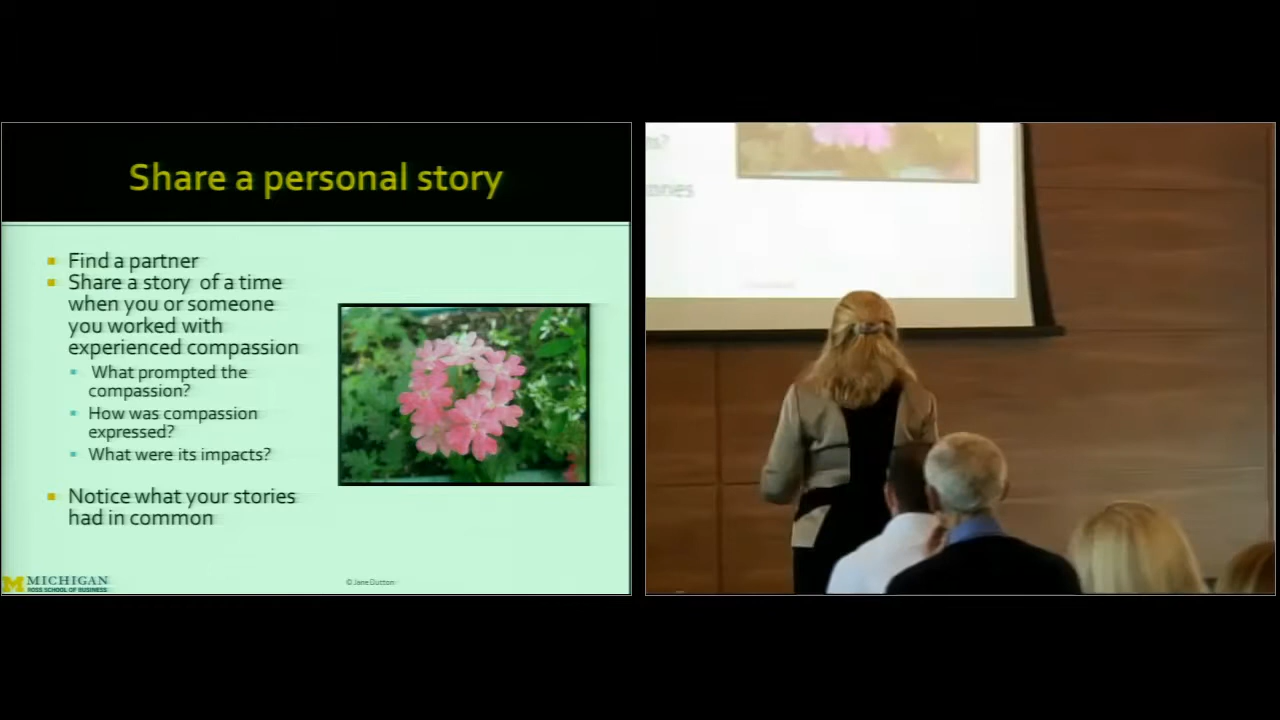 Share a personal story
Find a partner
Share a story of a time
when you or someone
you worked with
experienced compassion
What prompted the
compassion?
How was compassion
expressed?
What were its impacts?
Notice what your stories
had in common
MICHIGAN
ROSS SCHOOL OF BUSINESS
© Jane Dutton